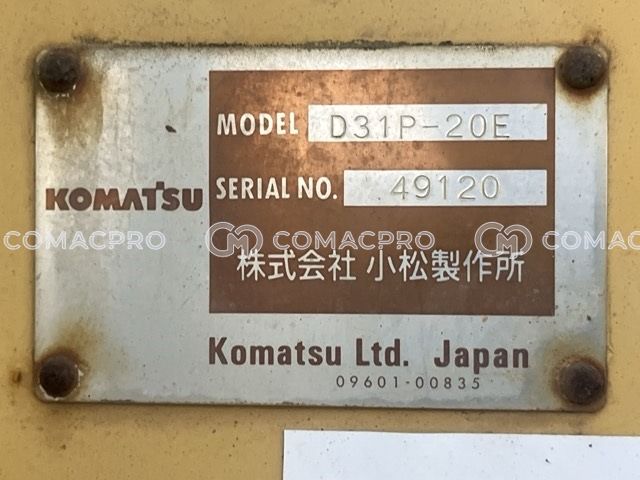 MODEL D31P-20E
KOMATSU SERIAL NO. 49120
COMACPRO COMACPRO COMACPRO
株式会社 小松製作所
Komatsu Ltd. Japan
09601-00835